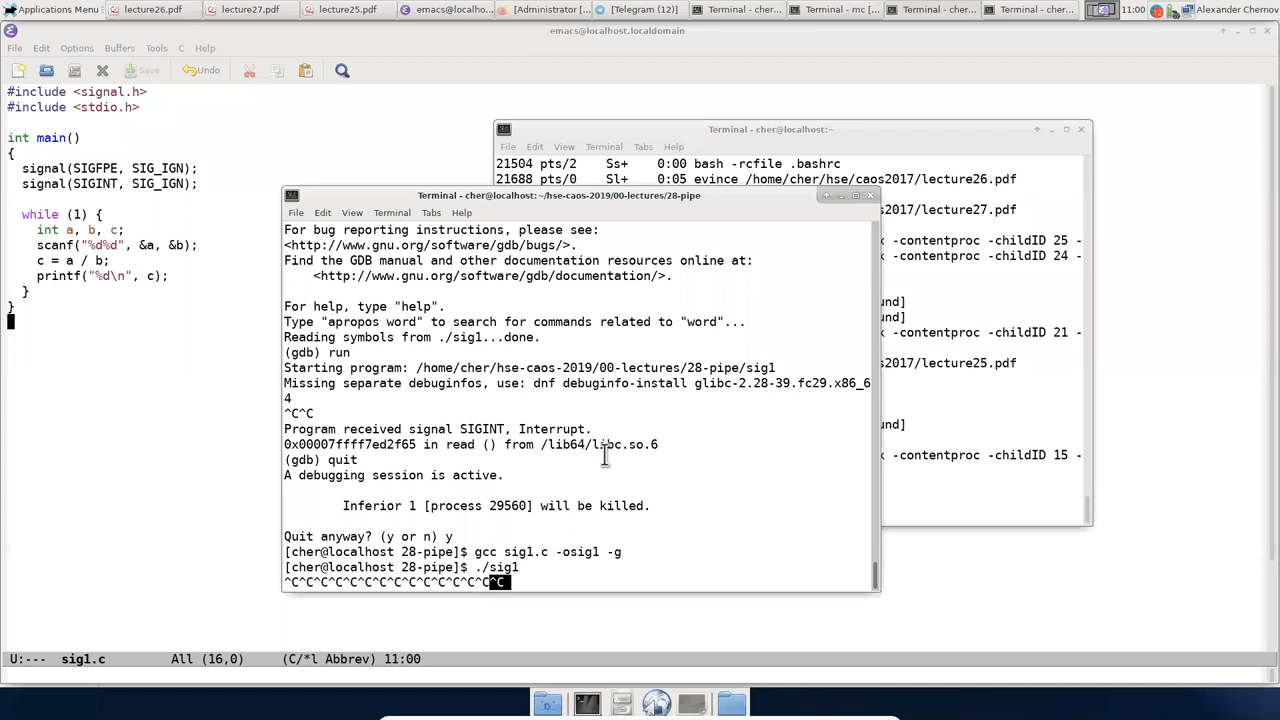 Applications Menu lecture26.pdf lecture27.pdf lecture25.pdf emacs@localho... [Administrator ... [Telegram (12)] Terminal - cher... Terminal - mc [... Terminal - cher... Terminal - cher... 11:00 12 Alexander Chernov
emacs@localhost.localdomain
File Edit Options Buffers Tools C Help
Save Undo
#include <signal.h>
#include <stdio.h>
int main()
{
signal(SIGFPE, SIG_IGN);
signal(SIGINT, SIG_IGN);
while (1) {
int a, b, c;
scanf("%d%d", &a, &b);
c = a / b;
printf("%d\n", c);
}
}
U:--- sig1.c All (16,0) (C/*l Abbrev) 11:00
Terminal - cher@localhost:~
File Edit View Terminal Tabs Help
21504 pts/2 Ss+ 0:00 bash -rcfile .bashrc
21688 pts/0 Sl+ 0:05 evince /home/cher/hse/caos2017/lecture26.pdf
s2017/lecture27.pdf
x -contentproc -childID 25 -
x -contentproc -childID 24 -
und]
und]
x -contentproc -childID 21 -
s2017/lecture25.pdf
und]
x -contentproc -childID 15 -
Terminal - cher@localhost:~/hse-caos-2019/00-lectures/28-pipe
File Edit View Terminal Tabs Help
For bug reporting instructions, please see:
<http://www.gnu.org/software/gdb/bugs/>.
Find the GDB manual and other documentation resources online at:
<http://www.gnu.org/software/gdb/documentation/>.
For help, type "help".
Type "apropos word" to search for commands related to "word"...
Reading symbols from ./sig1...done.
(gdb) run
Starting program: /home/cher/hse-caos-2019/00-lectures/28-pipe/sig1
Missing separate debuginfos, use: dnf debuginfo-install glibc-2.28-39.fc29.x86_6
4
^C^C
Program received signal SIGINT, Interrupt.
0x00007ffff7ed2f65 in read () from /lib64/libc.so.6
(gdb) quit
A debugging session is active.
Inferior 1 [process 29560] will be killed.
Quit anyway? (y or n) y
[cher@localhost 28-pipe]$ gcc sig1.c -osig1 -g
[cher@localhost 28-pipe]$ ./sig1
^C^C^C^C^C^C^C^C^C^C^C^C^C^C^C